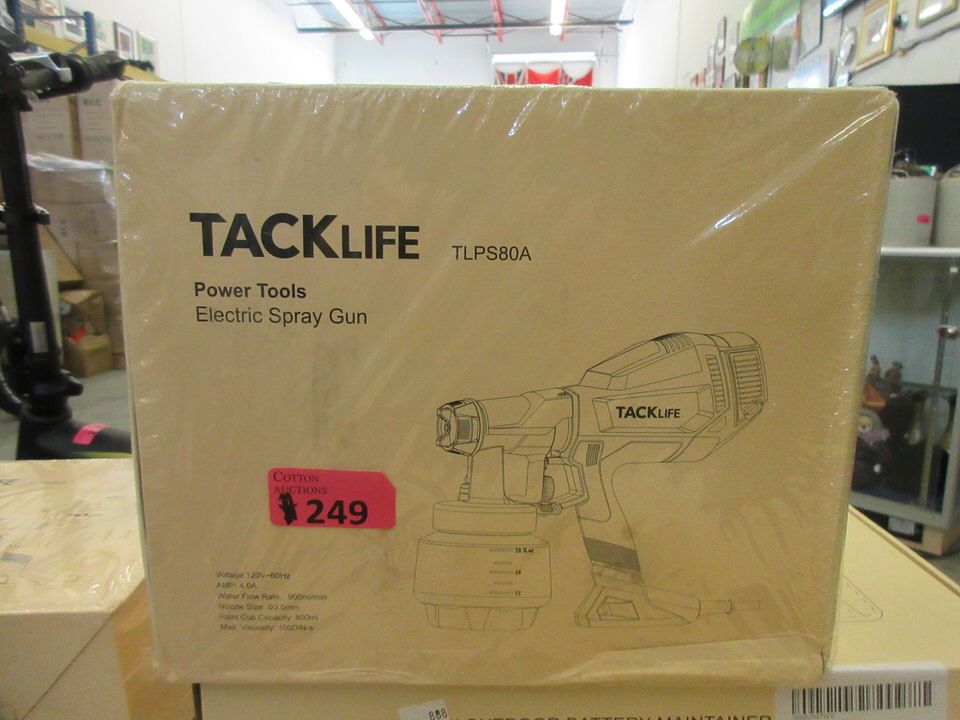 TACKLIFE TLPS80A
Power Tools
Electric Spray Gun
TACKLIFE
COTTON
AUCTIONS
249
Voltage:120V~60Hz
AMP: 4.0A
Water Flow Rate: 900ml/min
Nozzle Size: Φ2.0mm
Paint Cup Capacity: 800ml
Max. Viscosity: 100DIN-s
888
OUTDOOR BATTERY MAINTAINER